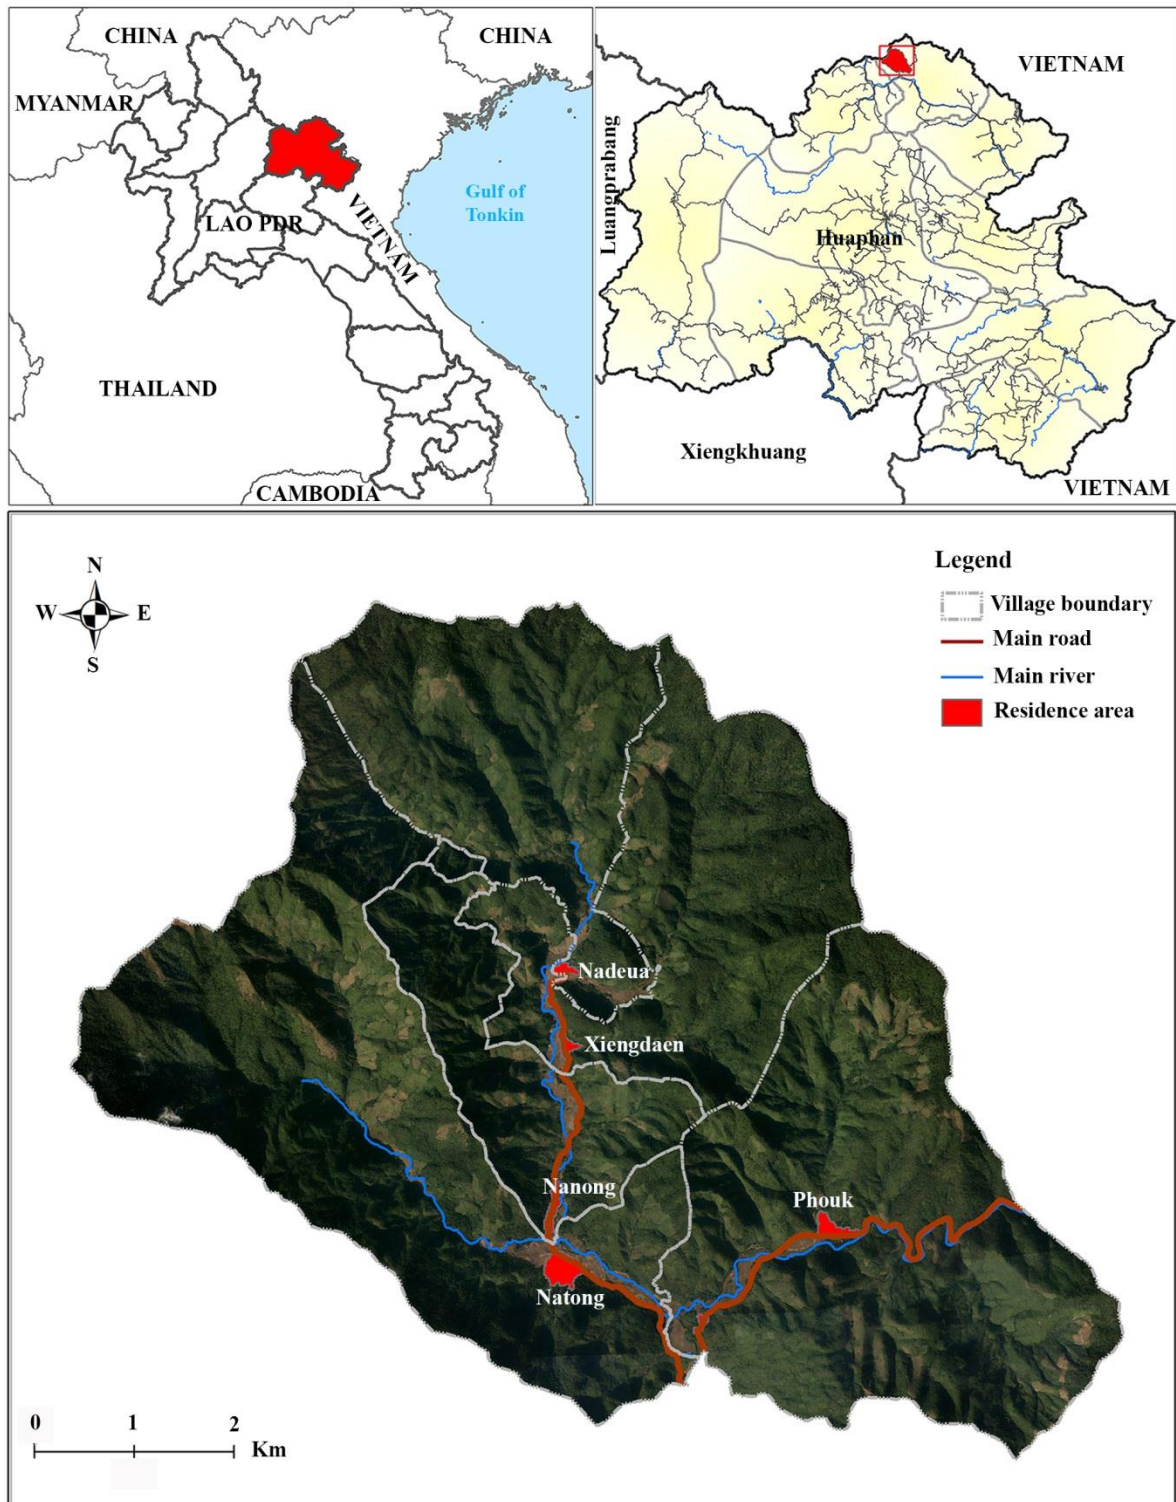 CHINA
CHINA
MYANMAR
Gulf of
Tonkin
LAO PDR
VIETNAM
THAILAND
CAMBODIA
VIETNAM
Luangprabang
Huaphan
Xiengkhuang
VIETNAM
N
W E
S
Legend
Village boundary
Main road
Main river
Residence area
Nadeua
Xiengdaen
Nanong
Phouk
Natong
0 1 2
Km